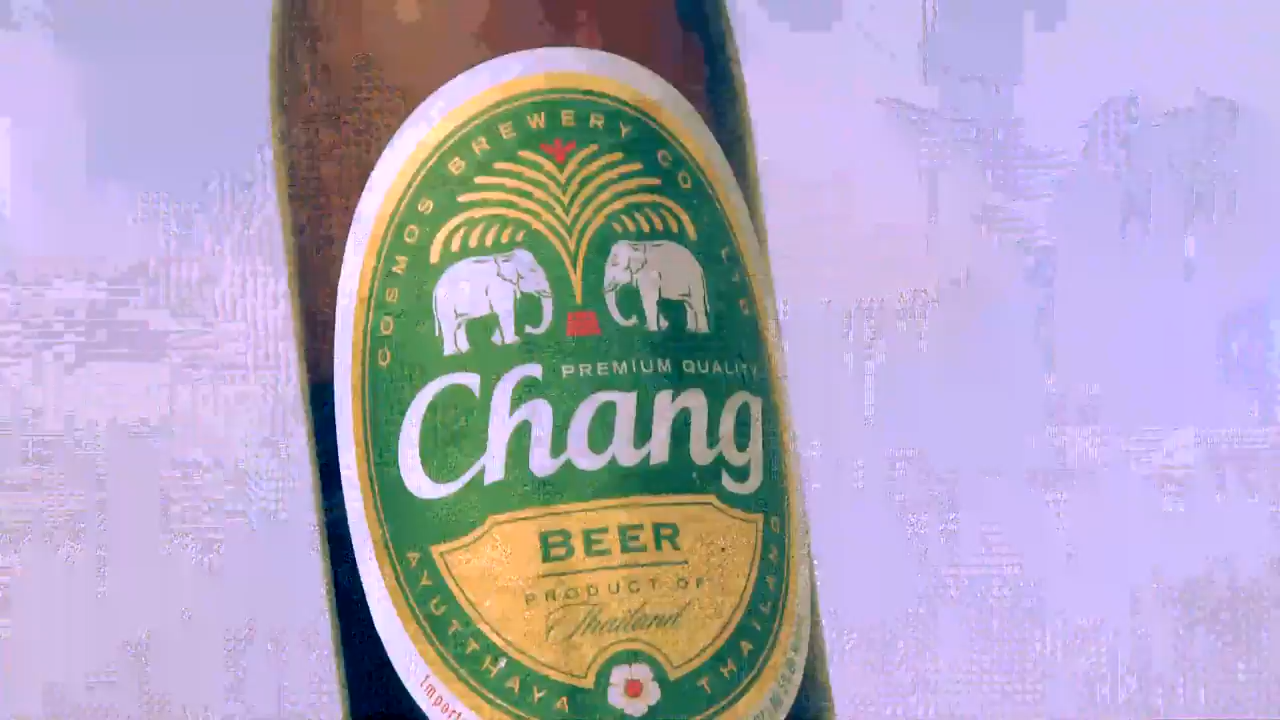 COSMOS BREWERY CO LTD
PREMIUM QUALITY
Chang
BEER
PRODUCT OF
Thailand
AYUTTHAYA THAILAND